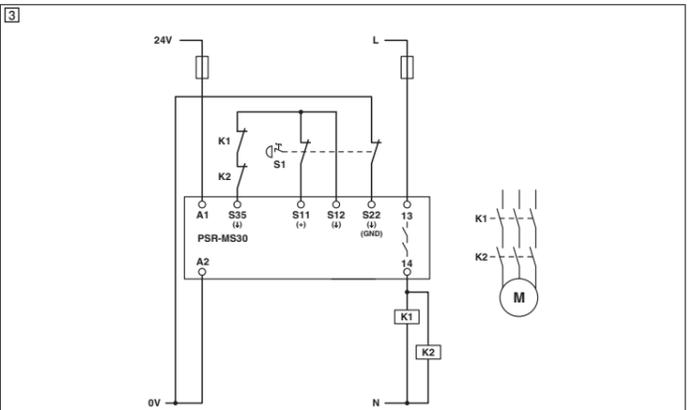 3
24V L
K1
S1
K2
A1 S35 S11 S12 S22 13
(↓) (+) (↓) (↓)
(GND)
PSR-MS30
A2 14
K1
K2
M
K1
K2
0V N